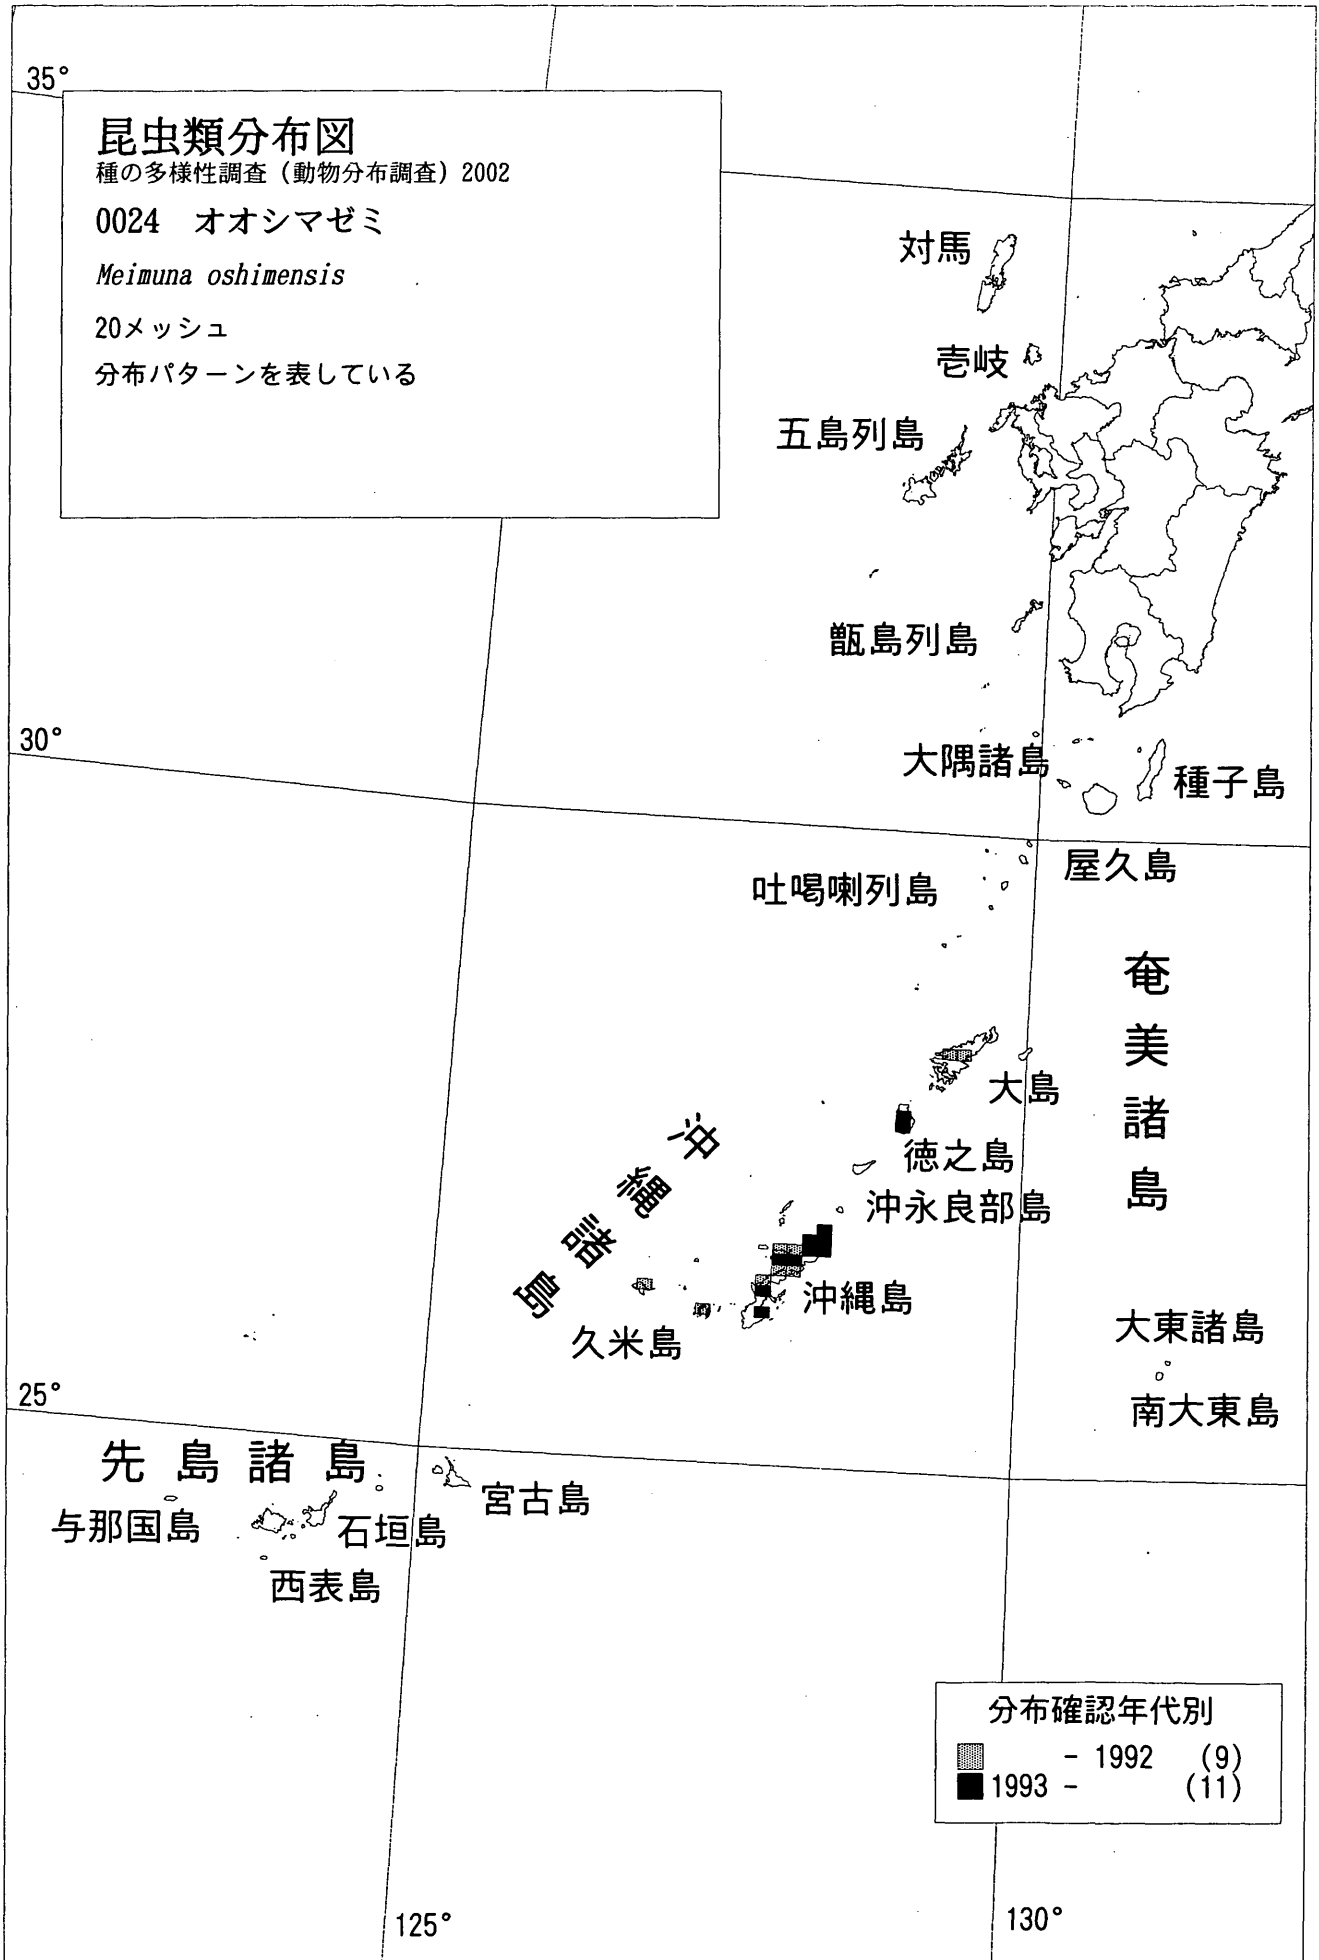 35°
昆虫類分布図
種の多様性調査（動物分布調査）2002
0024　オオシマゼミ
Meimuna oshimensis
20メッシュ
分布パターンを表している
対馬
壱岐
五島列島
甑島列島
30°
大隅諸島
種子島
屋久島
吐喝喇列島
奄美諸島
大島
徳之島
沖永良部島
沖縄諸島
沖縄島
久米島
大東諸島
南大東島
25°
先島諸島
宮古島
与那国島
石垣島
西表島
分布確認年代別
- 1992 (9)
1993 - (11)
125°
130°